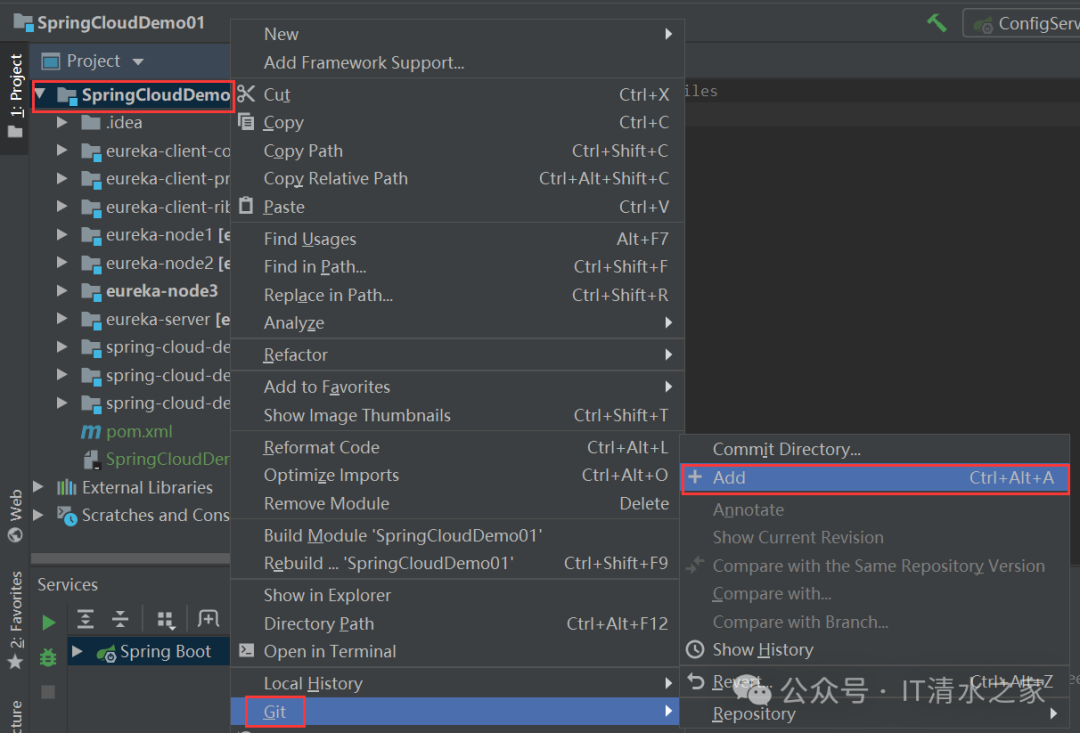 SpringCloudDemo01
ConfigServ
1: Project
Project
SpringCloudDemo
.idea
eureka-client-co
eureka-client-pr
eureka-client-rib
eureka-node1 [e
eureka-node2 [e
eureka-node3
eureka-server [e
spring-cloud-de
spring-cloud-de
spring-cloud-de
pom.xml
SpringCloudDer
External Libraries
Scratches and Cons
Web
2: Favorites
cture
Services
Spring Boot
iles
New
Add Framework Support...
Cut Ctrl+X
Copy Ctrl+C
Copy Path Ctrl+Shift+C
Copy Relative Path Ctrl+Alt+Shift+C
Paste Ctrl+V
Find Usages Alt+F7
Find in Path... Ctrl+Shift+F
Replace in Path... Ctrl+Shift+R
Analyze
Refactor
Add to Favorites
Show Image Thumbnails Ctrl+Shift+T
Reformat Code Ctrl+Alt+L
Optimize Imports Ctrl+Alt+O
Remove Module Delete
Build Module 'SpringCloudDemo01'
Rebuild ... 'SpringCloudDemo01' Ctrl+Shift+F9
Show in Explorer
Directory Path Ctrl+Alt+F12
Open in Terminal
Local History
Git
Commit Directory...
Add Ctrl+Alt+A
Annotate
Show Current Revision
Compare with the Same Repository Version
Compare with...
Compare with Branch...
Show History
Revert... Ctrl+Alt+Z
Repository
公众号 · IT清水之家